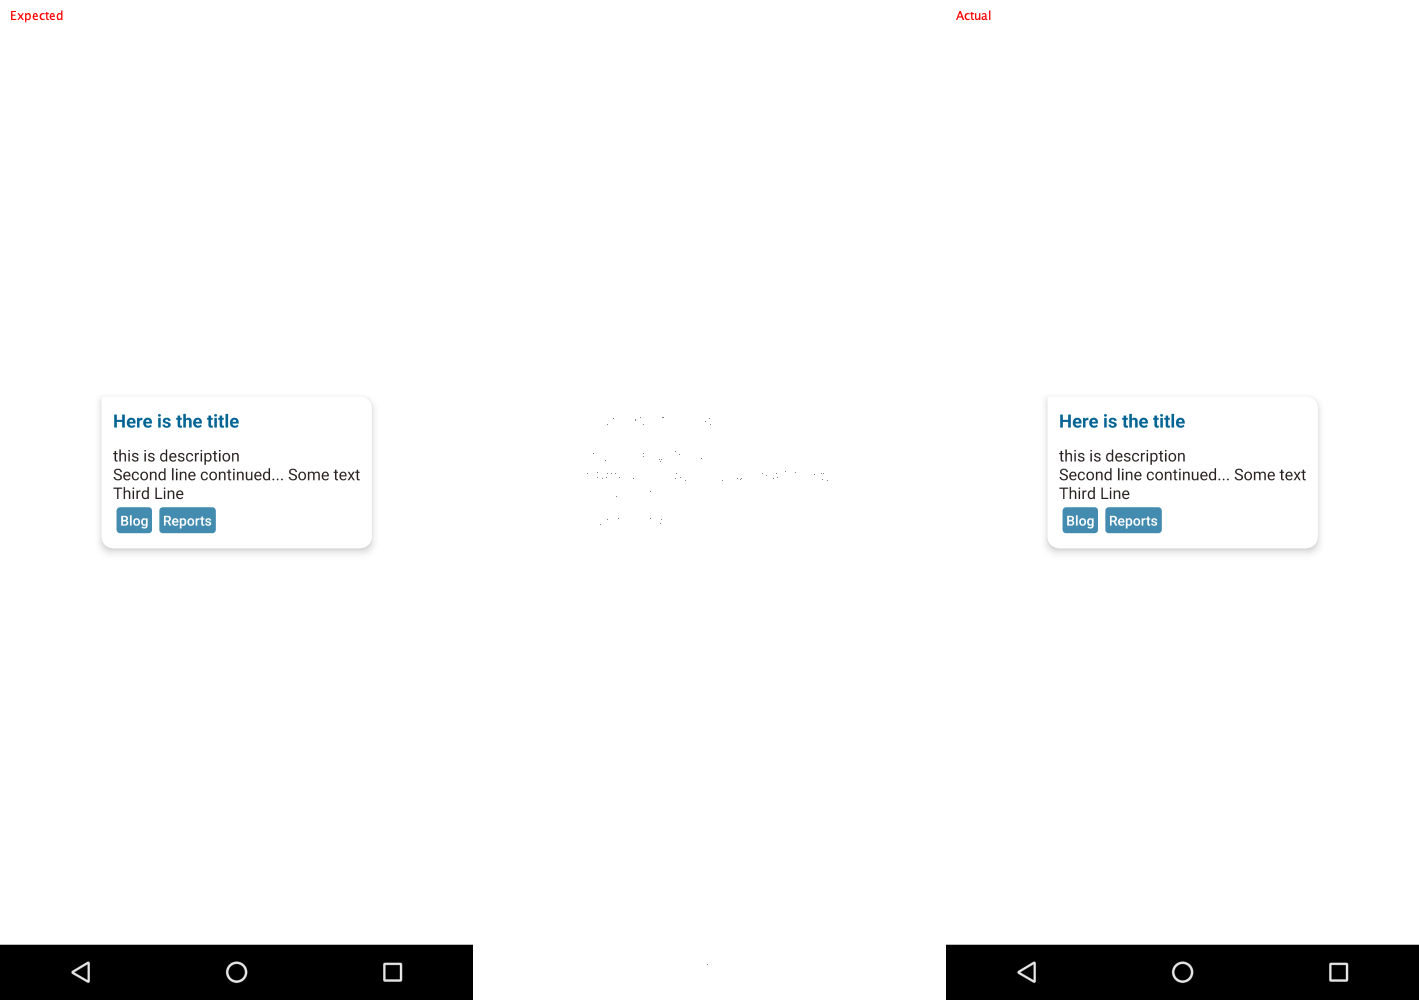 Expected
Actual
Here is the title
this is description
Second line continued... Some text
Third Line
Blog Reports
Here is the title
this is description
Second line continued... Some text
Third Line
Blog Reports